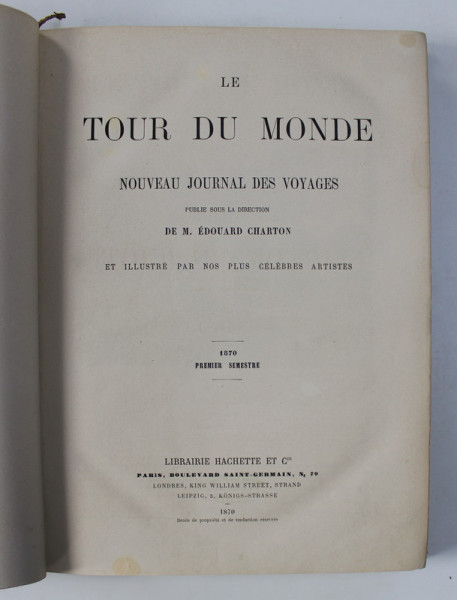 LE
TOUR DU MONDE
NOUVEAU JOURNAL DES VOYAGES
PUBLIÉ SOUS LA DIRECTION
DE M. ÉDOUARD CHARTON
ET ILLUSTRÉ PAR NOS PLUS CÉLÈBRES ARTISTES
1870
PREMIER SEMESTRE
LIBRAIRIE HACHETTE ET Cie
PARIS, BOULEVARD SAINT-GERMAIN, N, 79
LONDRES, KING WILLIAM STREET, STRAND
LEIPZIG, 3, KÖNIGS-STRASSE
1870
Droits de propriété et de traduction réservés